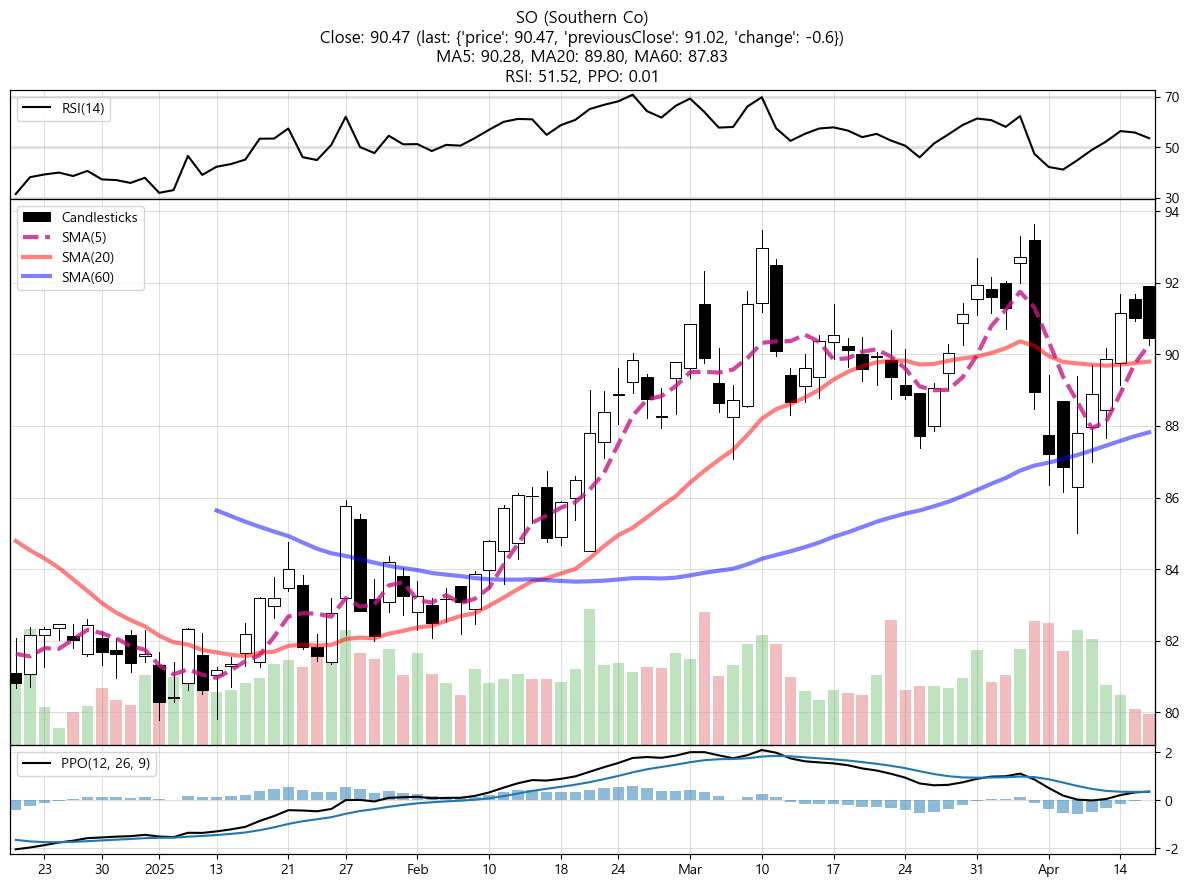 SO (Southern Co)
Close: 90.47 (last: {'price': 90.47, 'previousClose': 91.02, 'change': -0.6})
MA5: 90.28, MA20: 89.80, MA60: 87.83
RSI: 51.52, PPO: 0.01
RSI(14)
70
50
30
Candlesticks
SMA(5)
SMA(20)
SMA(60)
94
92
90
88
86
84
82
80
PPO(12, 26, 9)
2
0
-2
23 30 2025 13 21 27 Feb 10 18 24 Mar 10 17 24 31 Apr 14